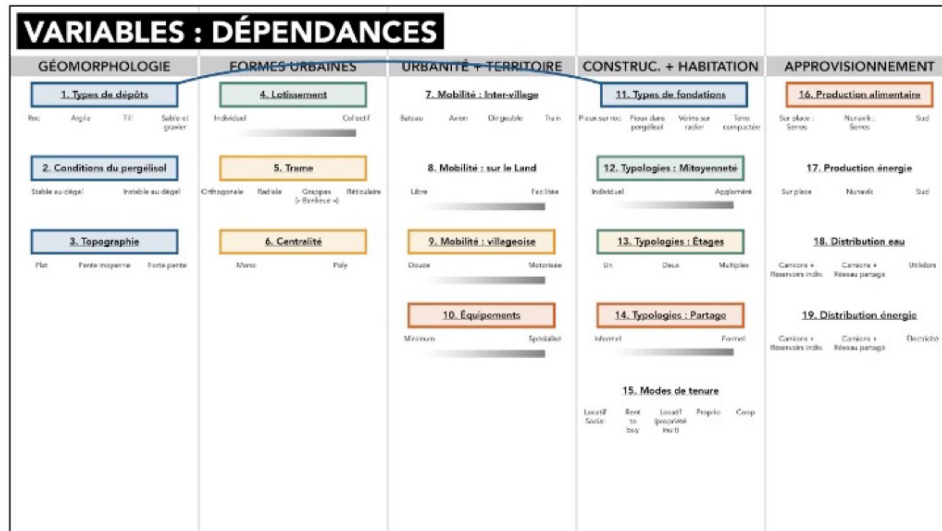 VARIABLES : DÉPENDANCES
GÉOMORPHOLOGIE
1. Types de dépôts
Roc Argile Till Sable et gravier
2. Conditions du pergélisol
Stable au dégel Instable au dégel
3. Topographie
Plat Pente moyenne Forte pente
FORMES URBAINES
4. Lotissement
Individuel Collectif
5. Trame
Orthogonale Radiale Grappes Réticulaire
(« Banlieue »)
6. Centralité
Mono Poly
URBANITÉ + TERRITOIRE
7. Mobilité : Inter-village
Bateau Avion Dirigeable Train
8. Mobilité : sur le Land
Libre Facilitée
9. Mobilité : villageoise
Douce Motorisée
10. Équipements
Minimum Spécialisé
CONSTRUC. + HABITATION
11. Types de fondations
Pieux sur roc Pieux dans pergélisol Vérins sur radier Terre compactée
12. Typologies : Mitoyenneté
Individuel Aggloméré
13. Typologies : Étages
Un Deux Multiples
14. Typologies : Partage
Informel Formel
15. Modes de tenure
Locatif Social Rent to buy Locatif (propriété inuit) Proprio Coop
APPROVISIONNEMENT
16. Production alimentaire
Sur place : Serres Nunavik : Serres Sud
17. Production énergie
Sur place Nunavik Sud
18. Distribution eau
Camions + Réservoirs indiv. Camions + Réseau partagé Utilidors
19. Distribution énergie
Camions + Réservoirs indiv. Camions + Réseau partagé Électricité